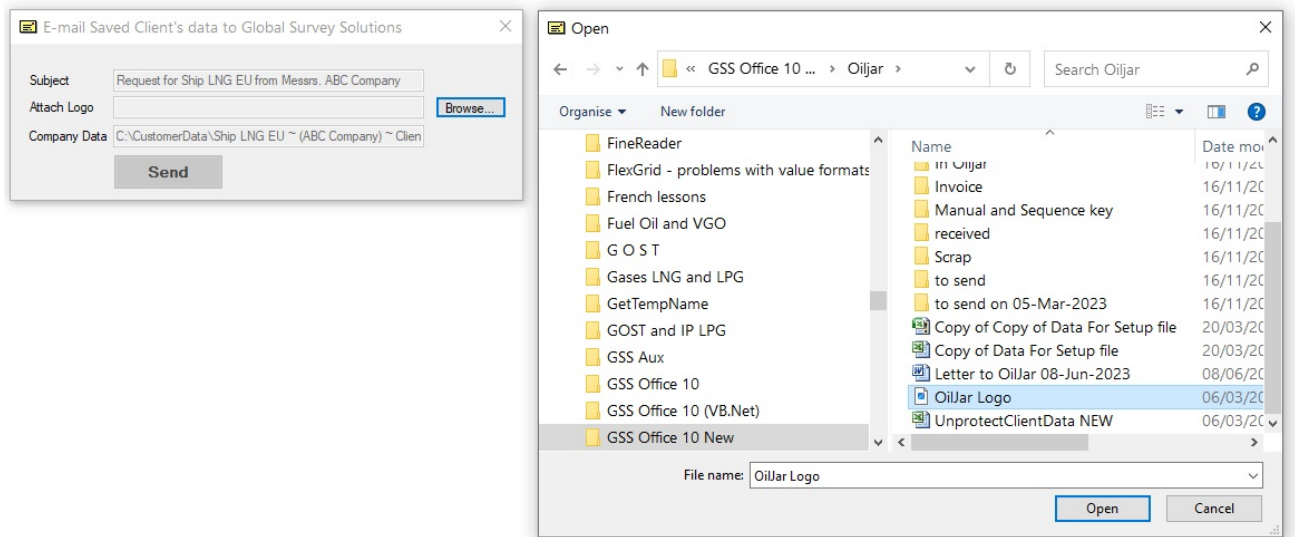 E-mail Saved Client's data to Global Survey Solutions
Subject Request for Ship LNG EU from Messrs. ABC Company
Attach Logo Browse...
Company Data C:\CustomerData\Ship LNG EU ~ (ABC Company) ~ Clien
Send
Open
« GSS Office 10 ... › Oiljar ›
Search Oiljar
Organise New folder
FineReader
FlexGrid - problems with value formats
French lessons
Fuel Oil and VGO
G O S T
Gases LNG and LPG
GetTempName
GOST and IP LPG
GSS Aux
GSS Office 10
GSS Office 10 (VB.Net)
GSS Office 10 New
Name Date mo
In Oiljar 16/11/20
Invoice 16/11/20
Manual and Sequence key 16/11/20
received 16/11/20
Scrap 16/11/20
to send 16/11/20
to send on 05-Mar-2023 16/11/20
Copy of Copy of Data For Setup file 20/03/20
Copy of Data For Setup file 20/03/20
Letter to OilJar 08-Jun-2023 08/06/20
OilJar Logo 06/03/20
UnprotectClientData NEW 06/03/20
File name: OilJar Logo
Open Cancel